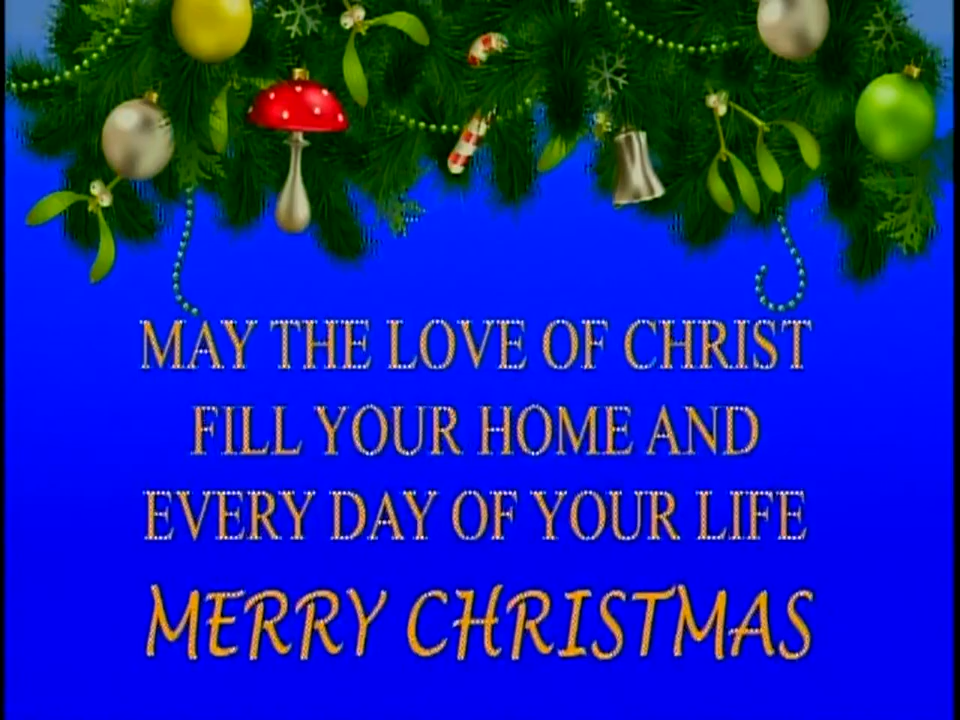 MAY THE LOVE OF CHRIST
FILL YOUR HOME AND
EVERY DAY OF YOUR LIFE
MERRY CHRISTMAS